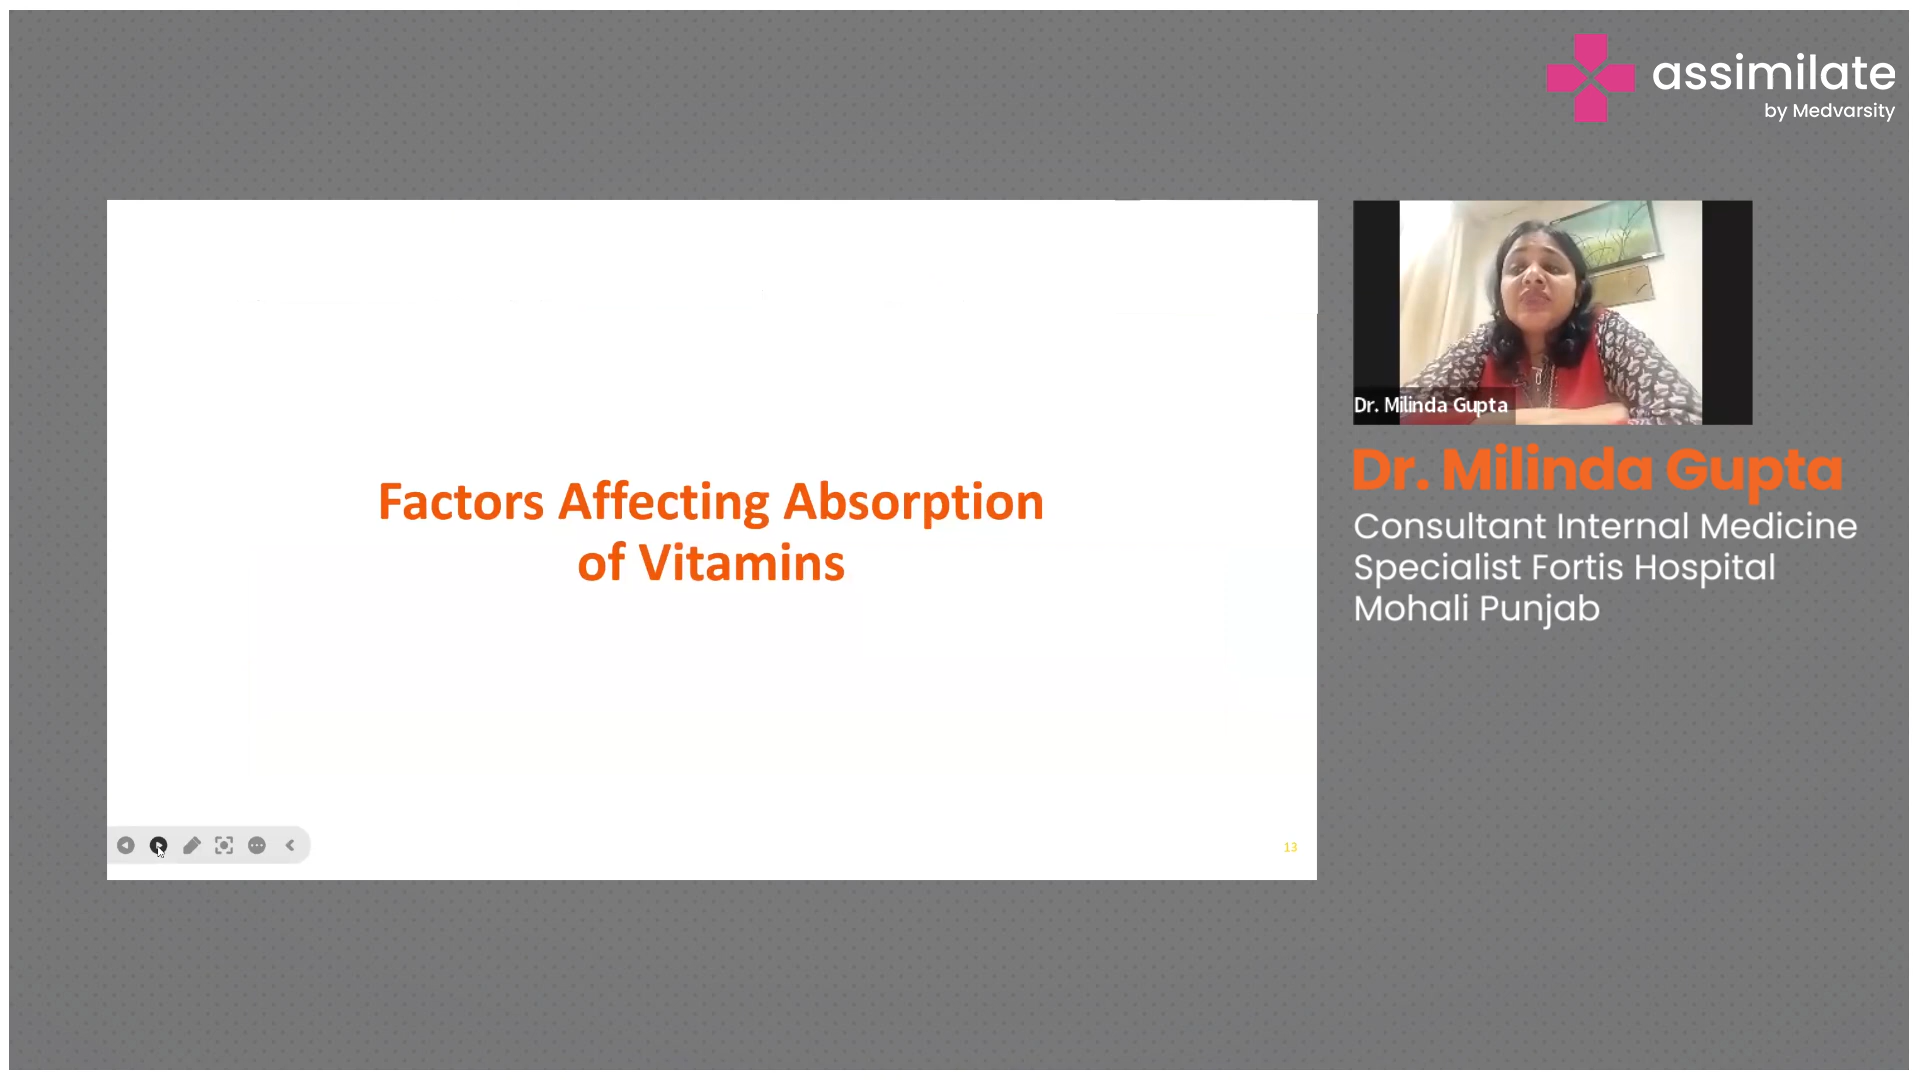 assimilate
by Medvarsity
Factors Affecting Absorption
of Vitamins
13
Dr. Milinda Gupta
Dr. Milinda Gupta
Consultant Internal Medicine
Specialist Fortis Hospital
Mohali Punjab